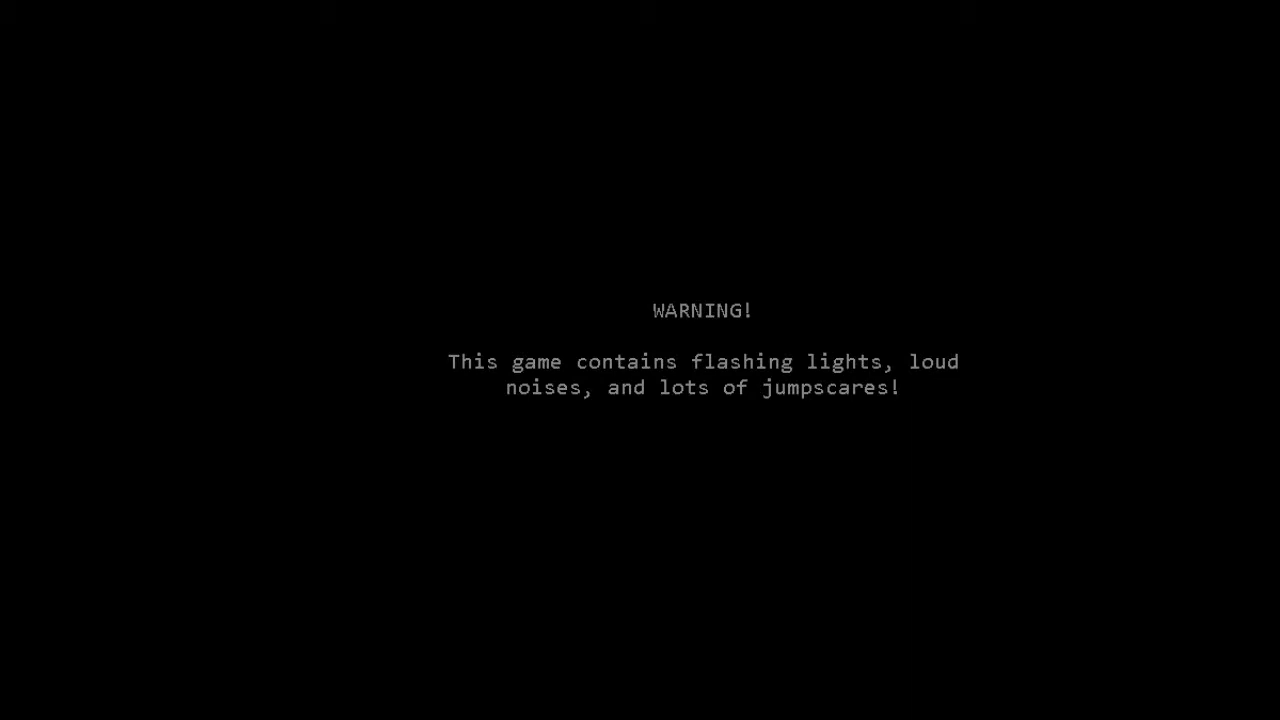 WARNING!
This game contains flashing lights, loud
noises, and lots of jumpscares!